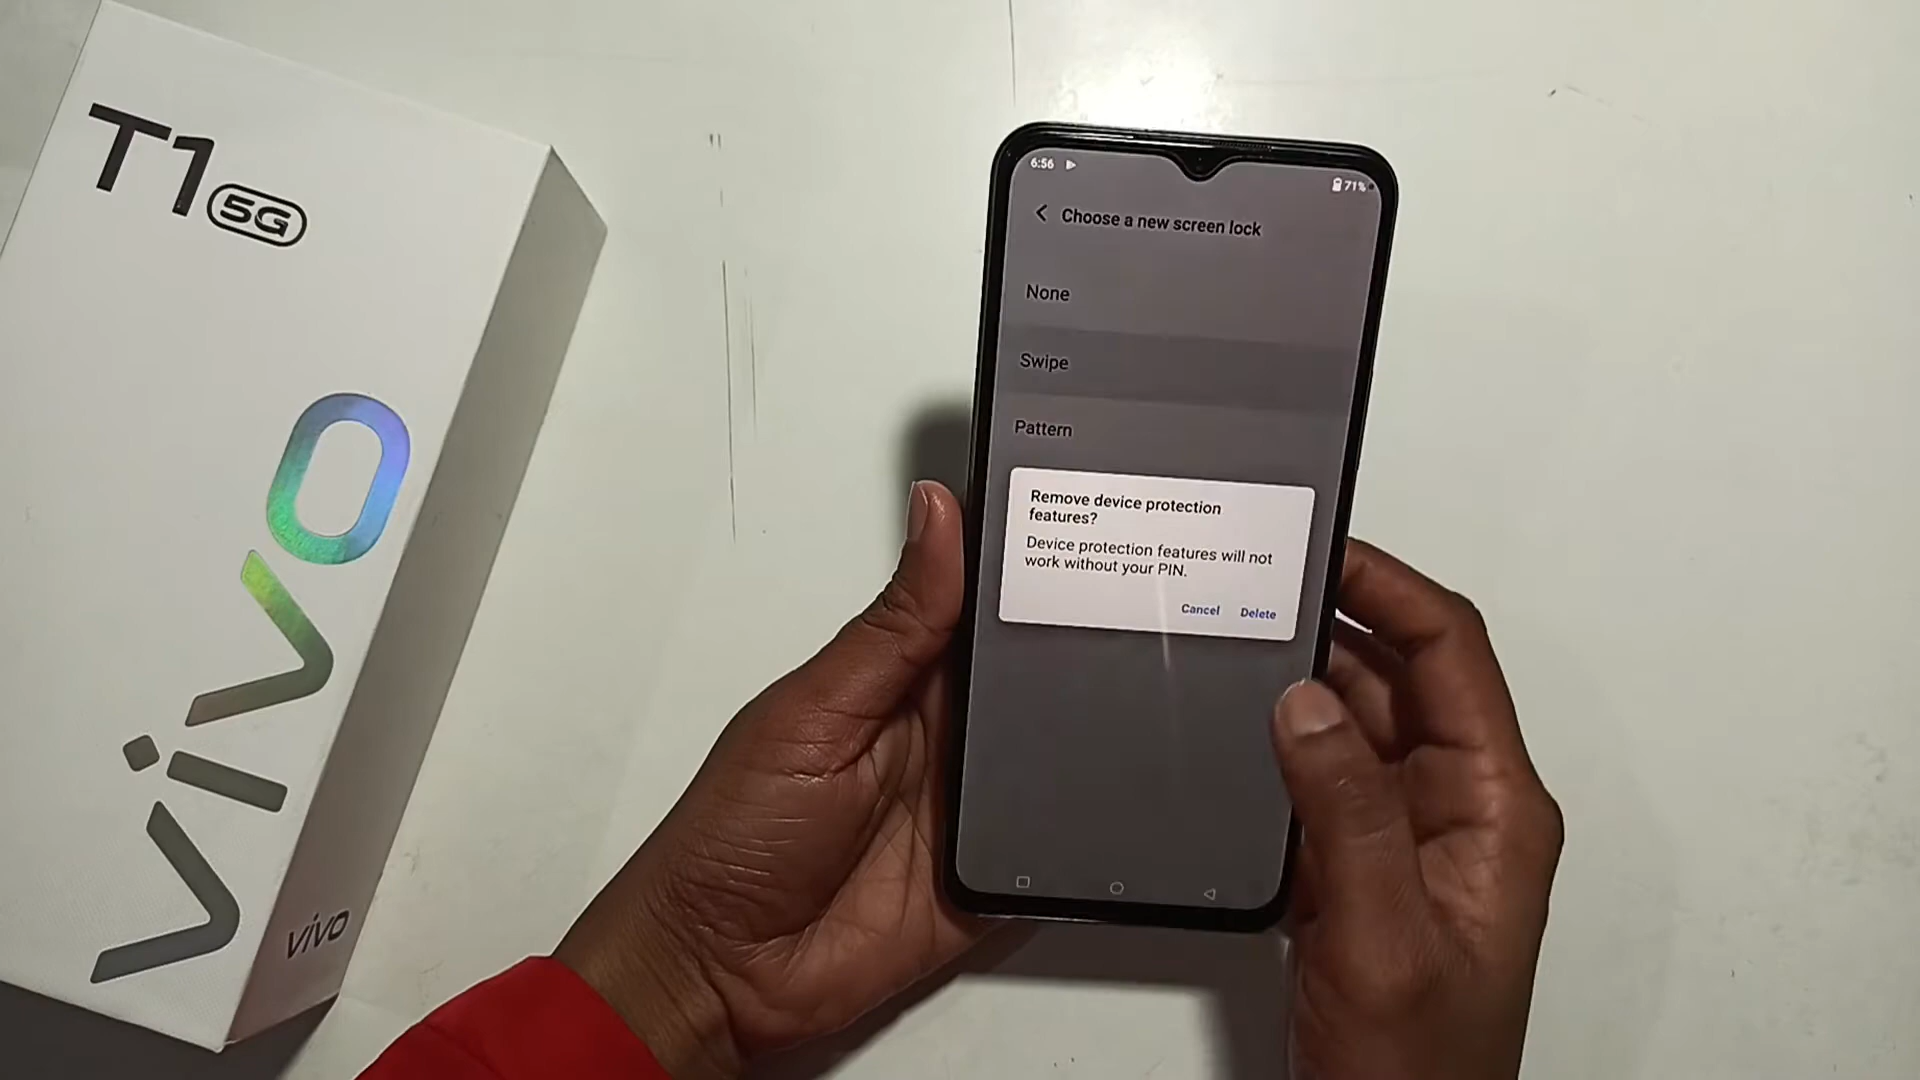 T1 5G
vivo
vivo
6:56
71%
Choose a new screen lock
None
Swipe
Pattern
Remove device protection
features?
Device protection features will not
work without your PIN.
Cancel Delete